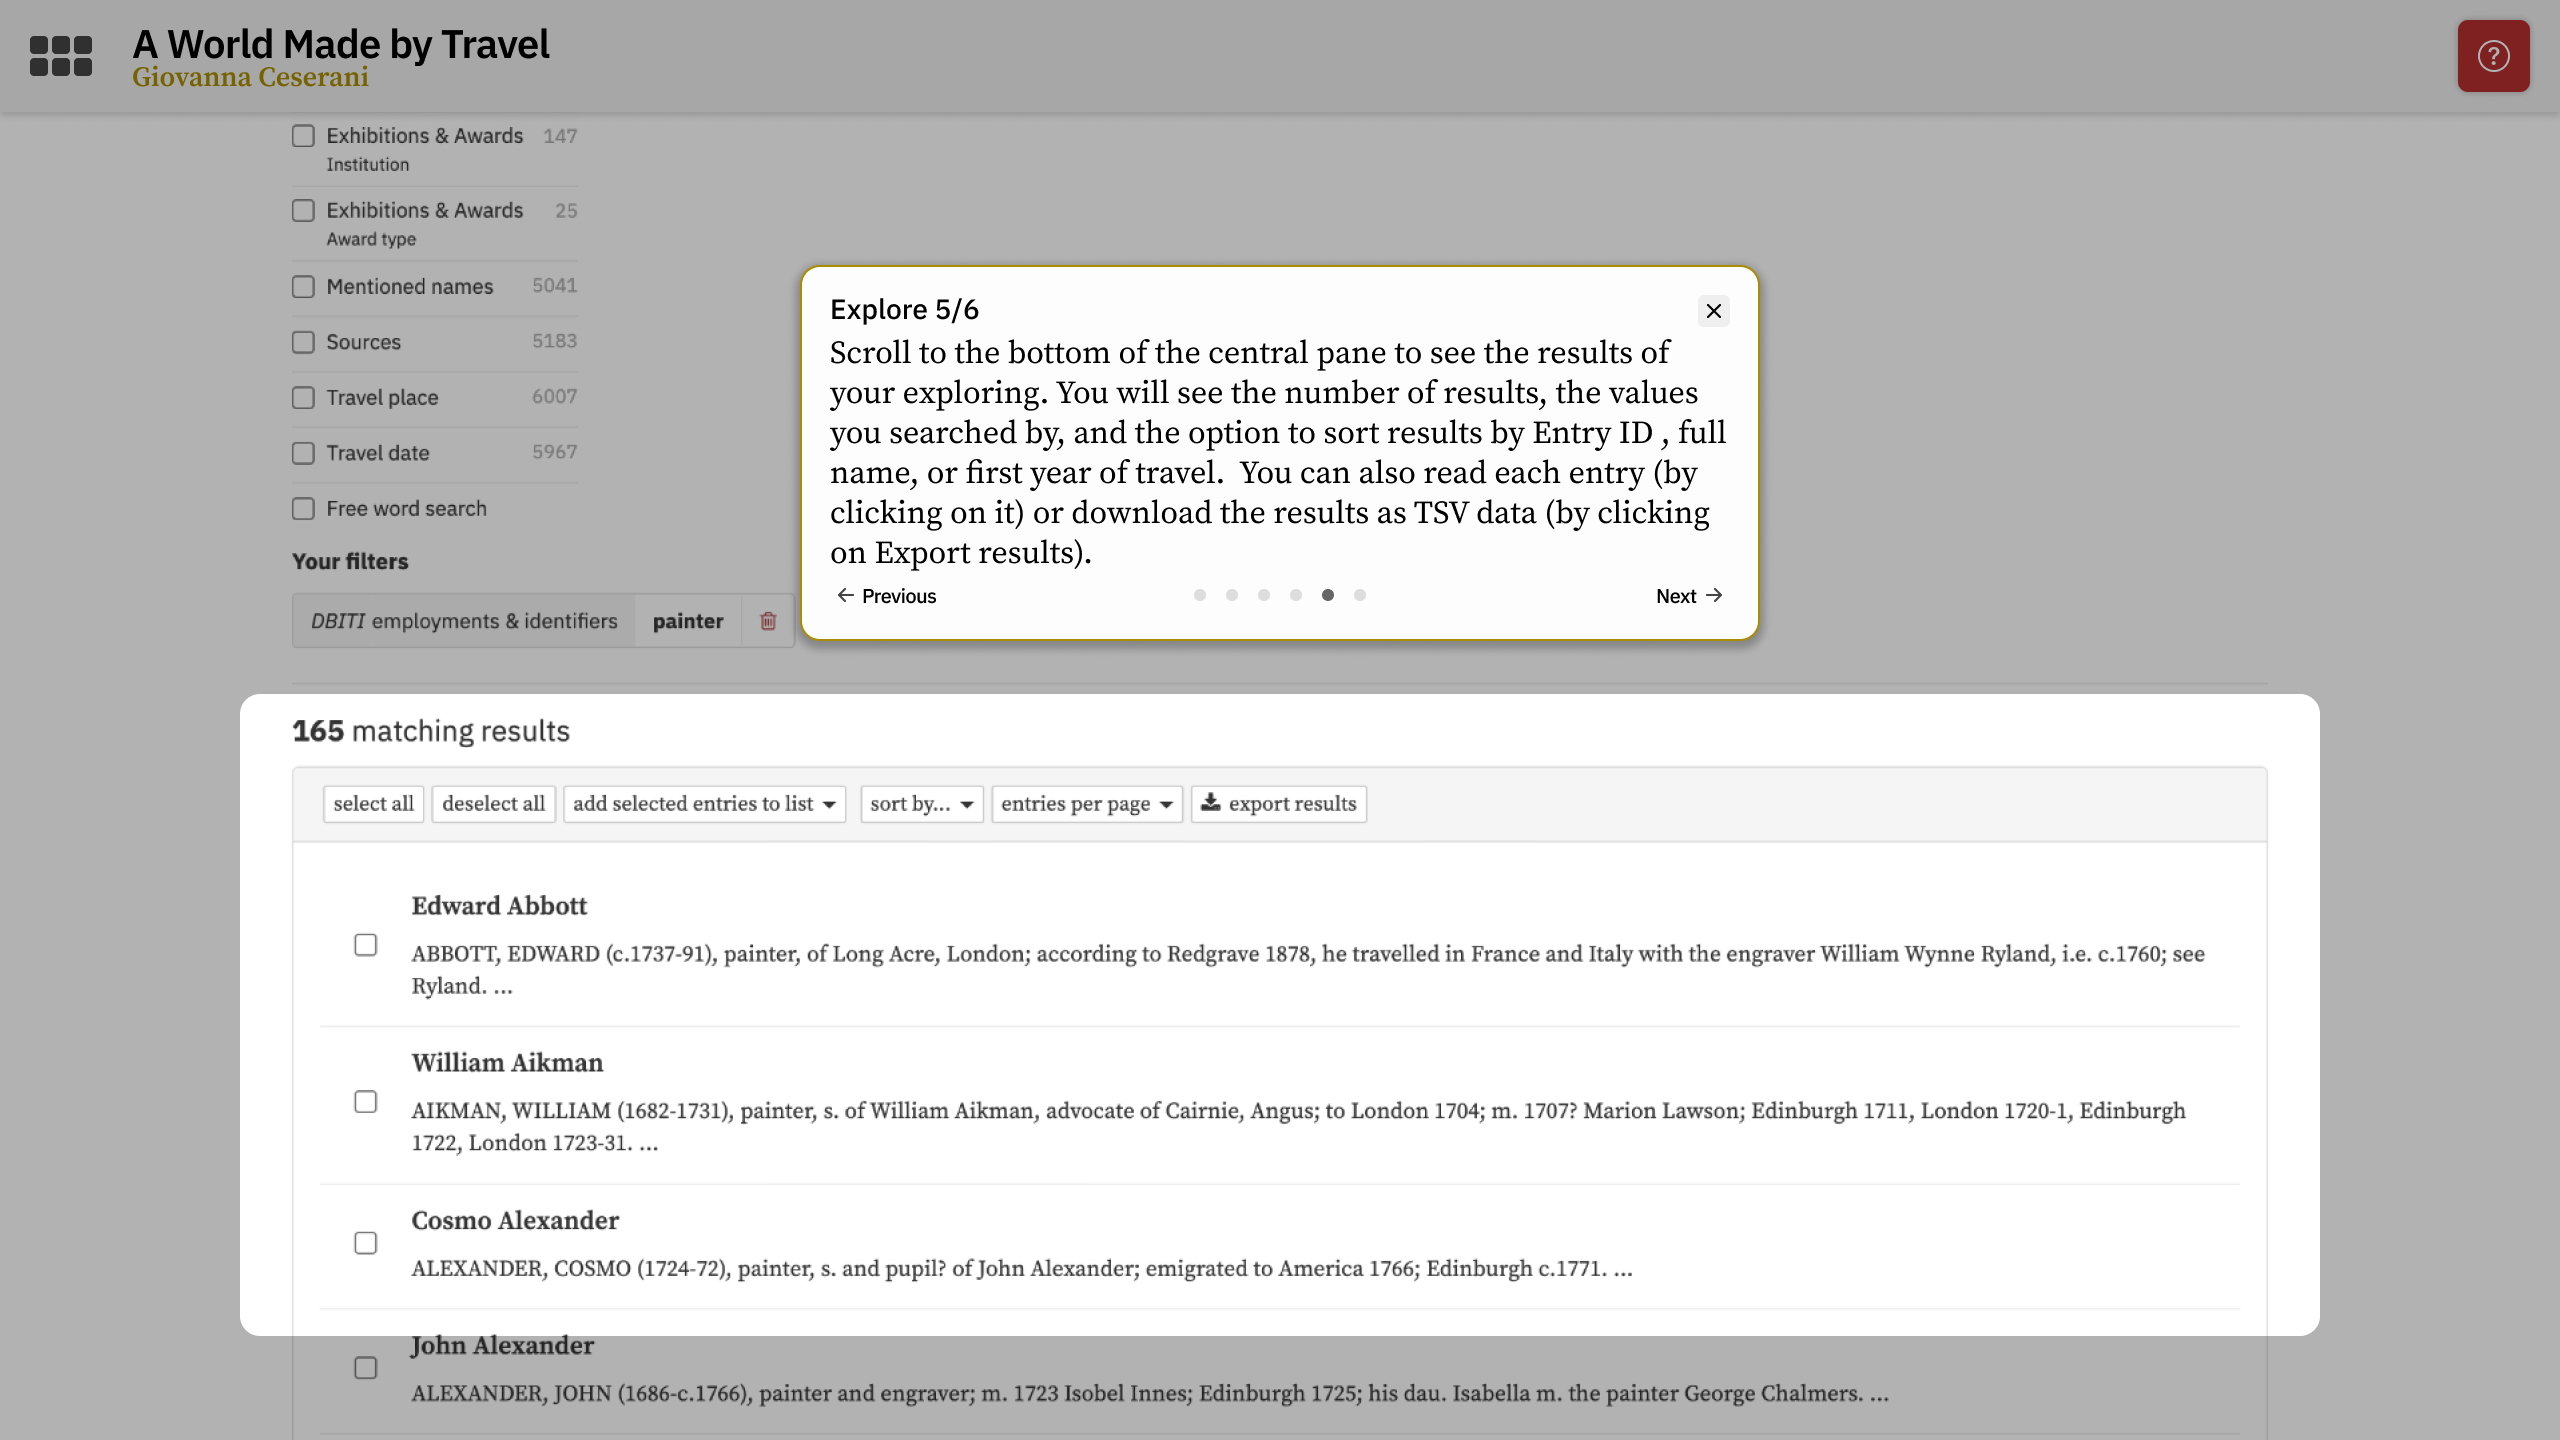 A World Made by Travel
Giovanna Ceserani
Exhibitions & Awards 147
Institution
Exhibitions & Awards 25
Award type
Mentioned names 5041
Sources 5183
Travel place 6007
Travel date 5967
Free word search
Your filters
DBITI employments & identifiers painter
Explore 5/6
Scroll to the bottom of the central pane to see the results of
your exploring. You will see the number of results, the values
you searched by, and the option to sort results by Entry ID , full
name, or first year of travel.  You can also read each entry (by
clicking on it) or download the results as TSV data (by clicking
on Export results).
← Previous
Next →
165 matching results
select all deselect all add selected entries to list sort by... entries per page export results
Edward Abbott
ABBOTT, EDWARD (c.1737-91), painter, of Long Acre, London; according to Redgrave 1878, he travelled in France and Italy with the engraver William Wynne Ryland, i.e. c.1760; see
Ryland. ...
William Aikman
AIKMAN, WILLIAM (1682-1731), painter, s. of William Aikman, advocate of Cairnie, Angus; to London 1704; m. 1707? Marion Lawson; Edinburgh 1711, London 1720-1, Edinburgh
1722, London 1723-31. ...
Cosmo Alexander
ALEXANDER, COSMO (1724-72), painter, s. and pupil? of John Alexander; emigrated to America 1766; Edinburgh c.1771. ...
John Alexander
ALEXANDER, JOHN (1686-c.1766), painter and engraver; m. 1723 Isobel Innes; Edinburgh 1725; his dau. Isabella m. the painter George Chalmers. ...